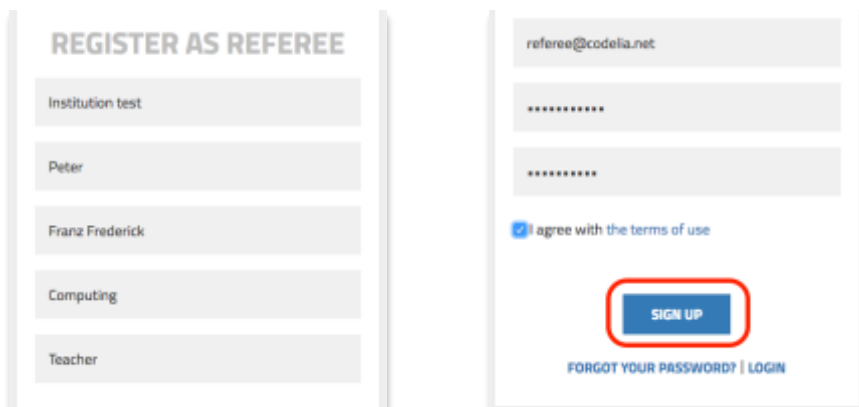 REGISTER AS REFEREE
Institution test
Peter
Franz Frederick
Computing
Teacher
referee@codelia.net
•••••••••••
••••••••••
I agree with the terms of use
SIGN UP
FORGOT YOUR PASSWORD? | LOGIN